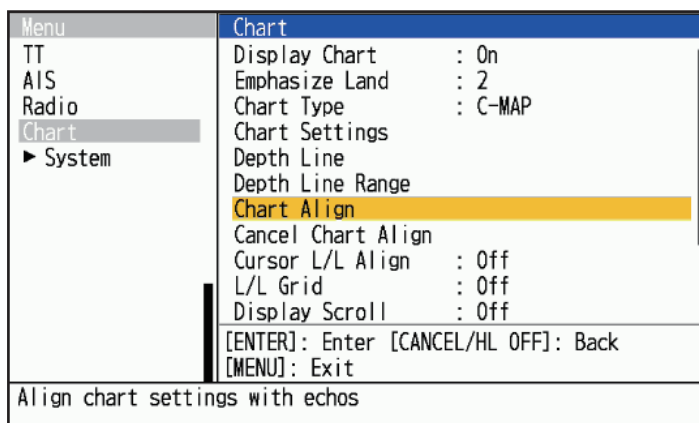 Menu
TT
AIS
Radio
Chart
▶ System
Chart
Display Chart : On
Emphasize Land : 2
Chart Type : C-MAP
Chart Settings
Depth Line
Depth Line Range
Chart Align
Cancel Chart Align
Cursor L/L Align : Off
L/L Grid : Off
Display Scroll : Off
[ENTER]: Enter [CANCEL/HL OFF]: Back
[MENU]: Exit
Align chart settings with echos